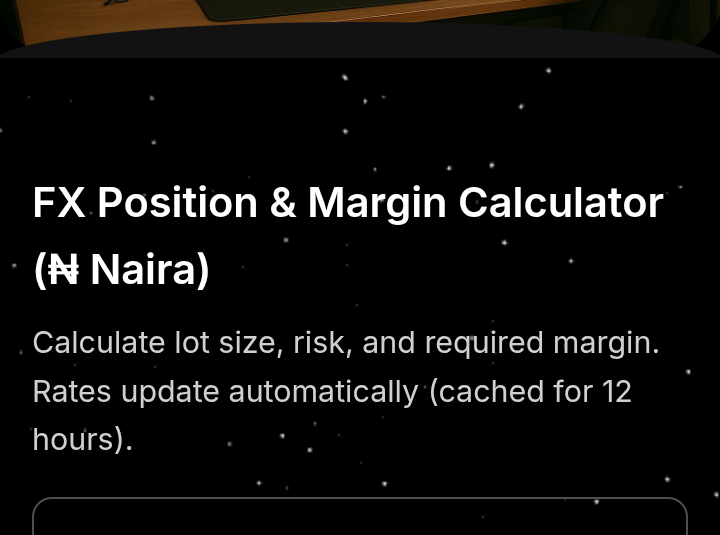 FX Position & Margin Calculator
(₦ Naira)
Calculate lot size, risk, and required margin.
Rates update automatically (cached for 12
hours).